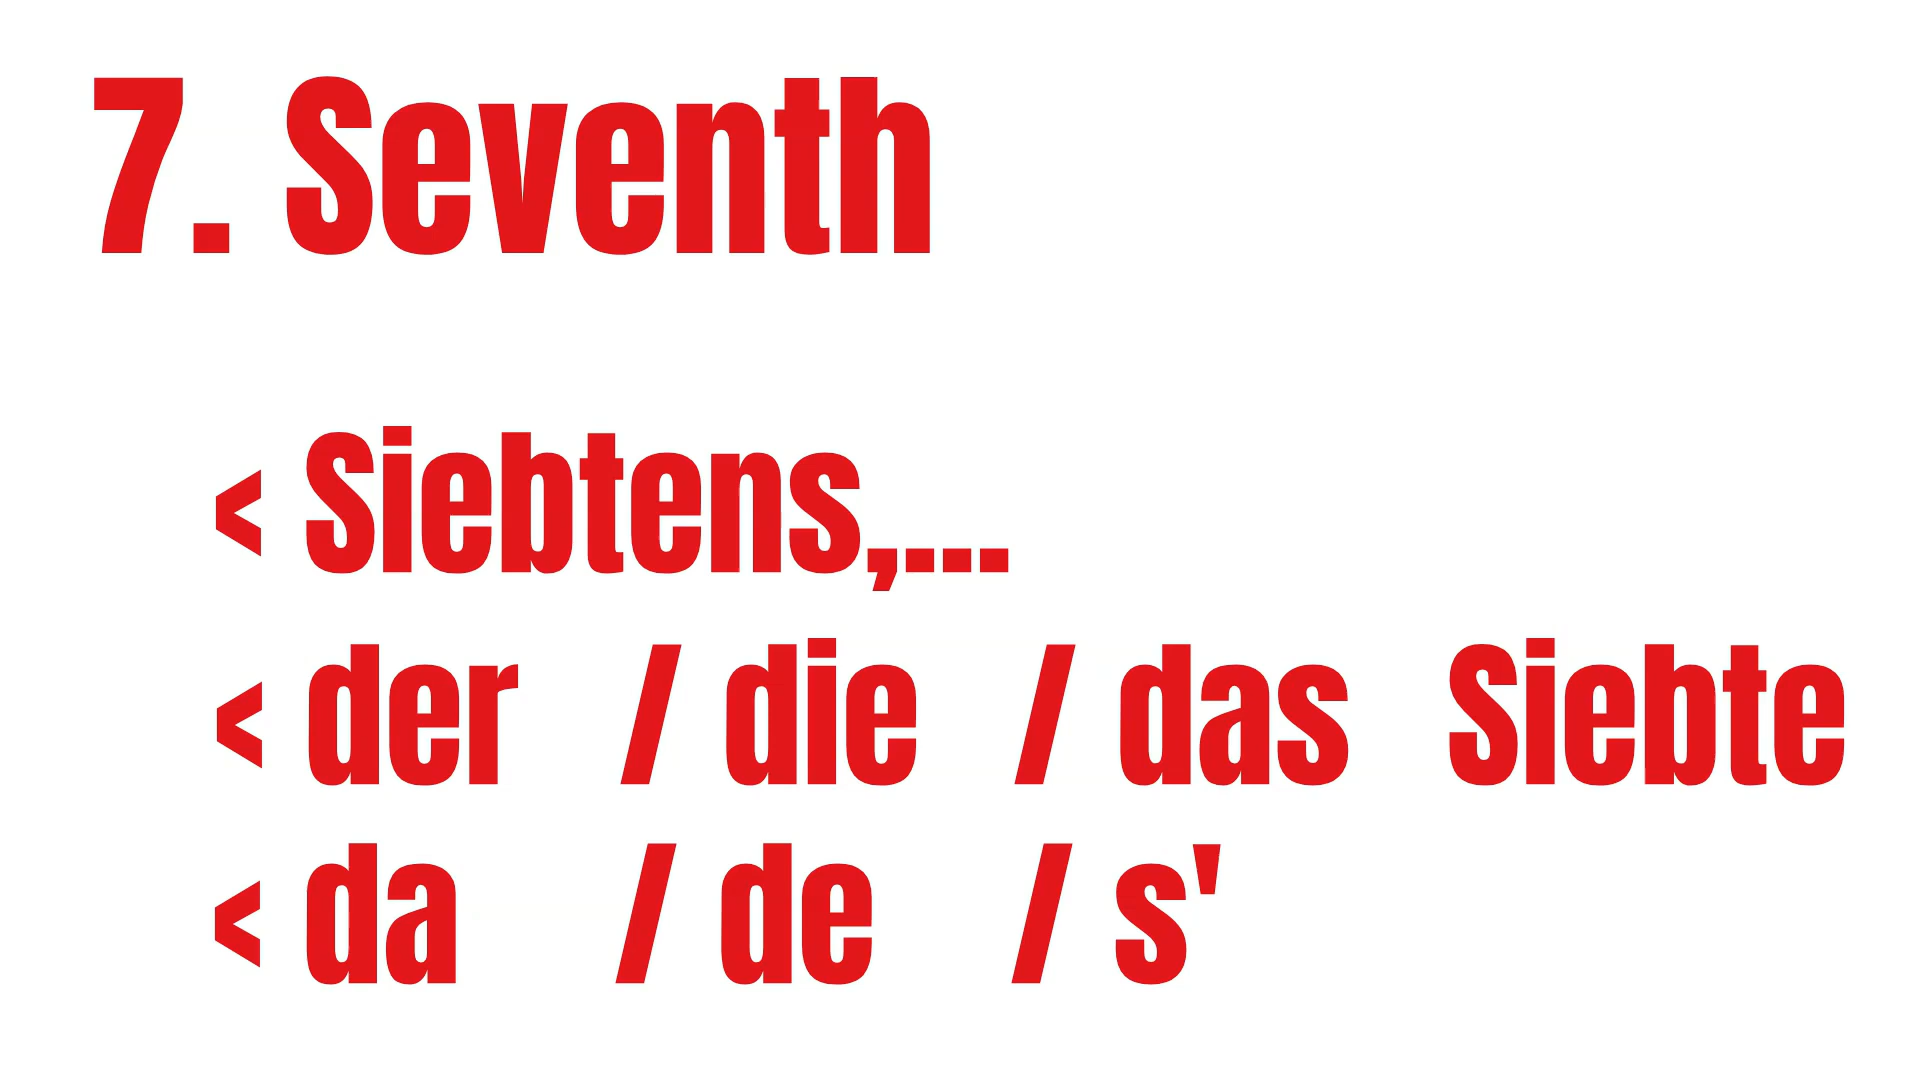 7. Seventh
< Siebtens,...
< der / die / das Siebte
< da / de / s'